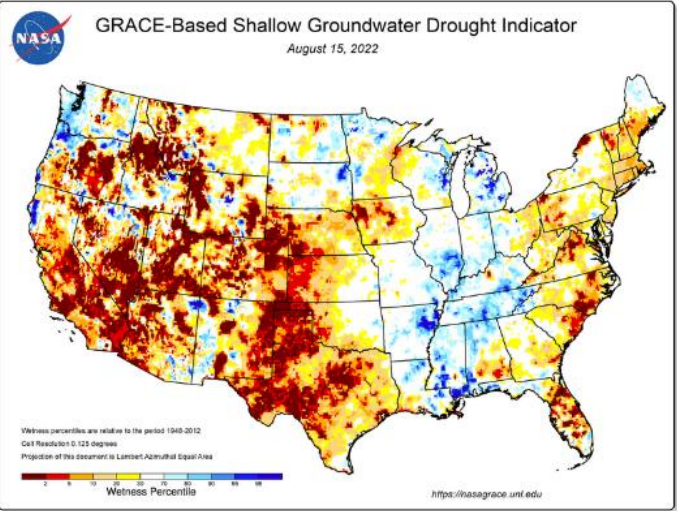 NASA
GRACE-Based Shallow Groundwater Drought Indicator
August 15, 2022
Wetness percentiles are relative to the period 1948-2012
Cell Resolution 0.125 degrees
Projection of this document is Lambert Azimuthal Equal Area
2 5 10 20 30 70 80 90 95 98
Wetness Percentile
https://nasagrace.unl.edu